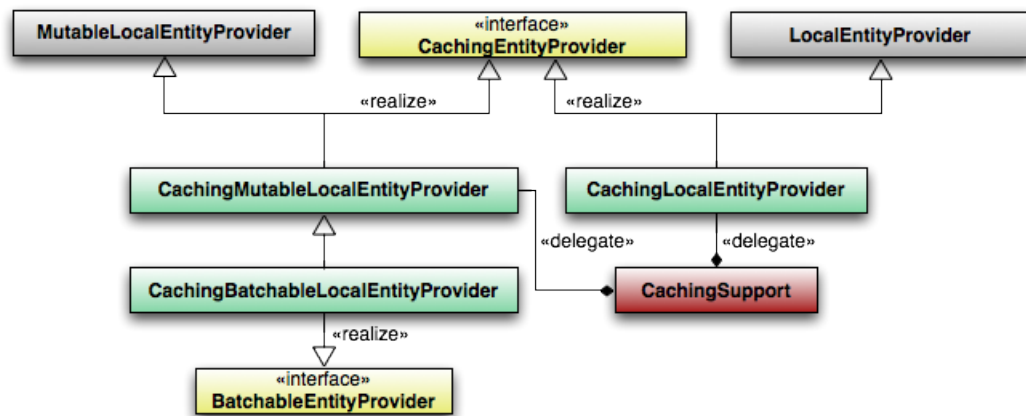 MutableLocalEntityProvider
«interface»
CachingEntityProvider
LocalEntityProvider
«realize»
«realize»
CachingMutableLocalEntityProvider
CachingLocalEntityProvider
«delegate»
«delegate»
CachingBatchableLocalEntityProvider
CachingSupport
«realize»
«interface»
BatchableEntityProvider